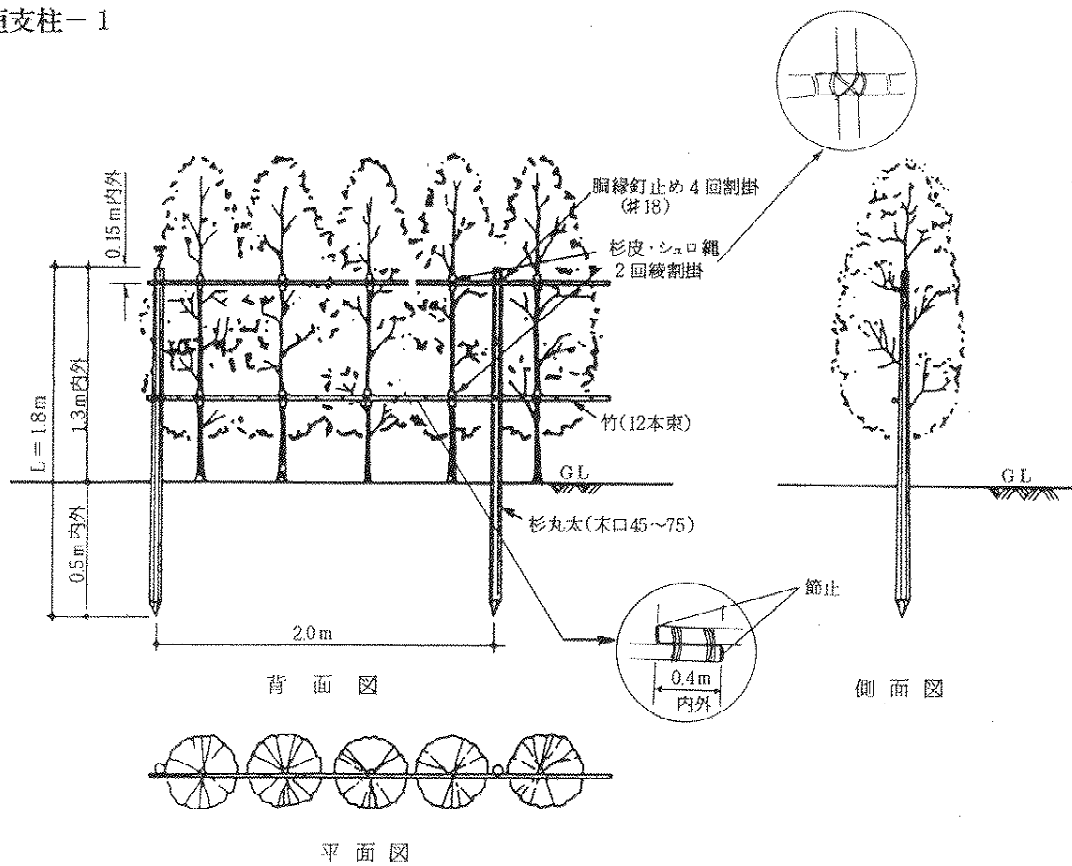 支柱－1
0.15m内外
胴縁釘止め4回割掛
(#18)
杉皮・シュロ縄
2回綾割掛
L＝1.8m
1.3m内外
0.5m内外
竹(12本束)
GL
GL
杉丸太(末口45～75)
節止
2.0m
0.4m
内外
背面図
側面図
平面図